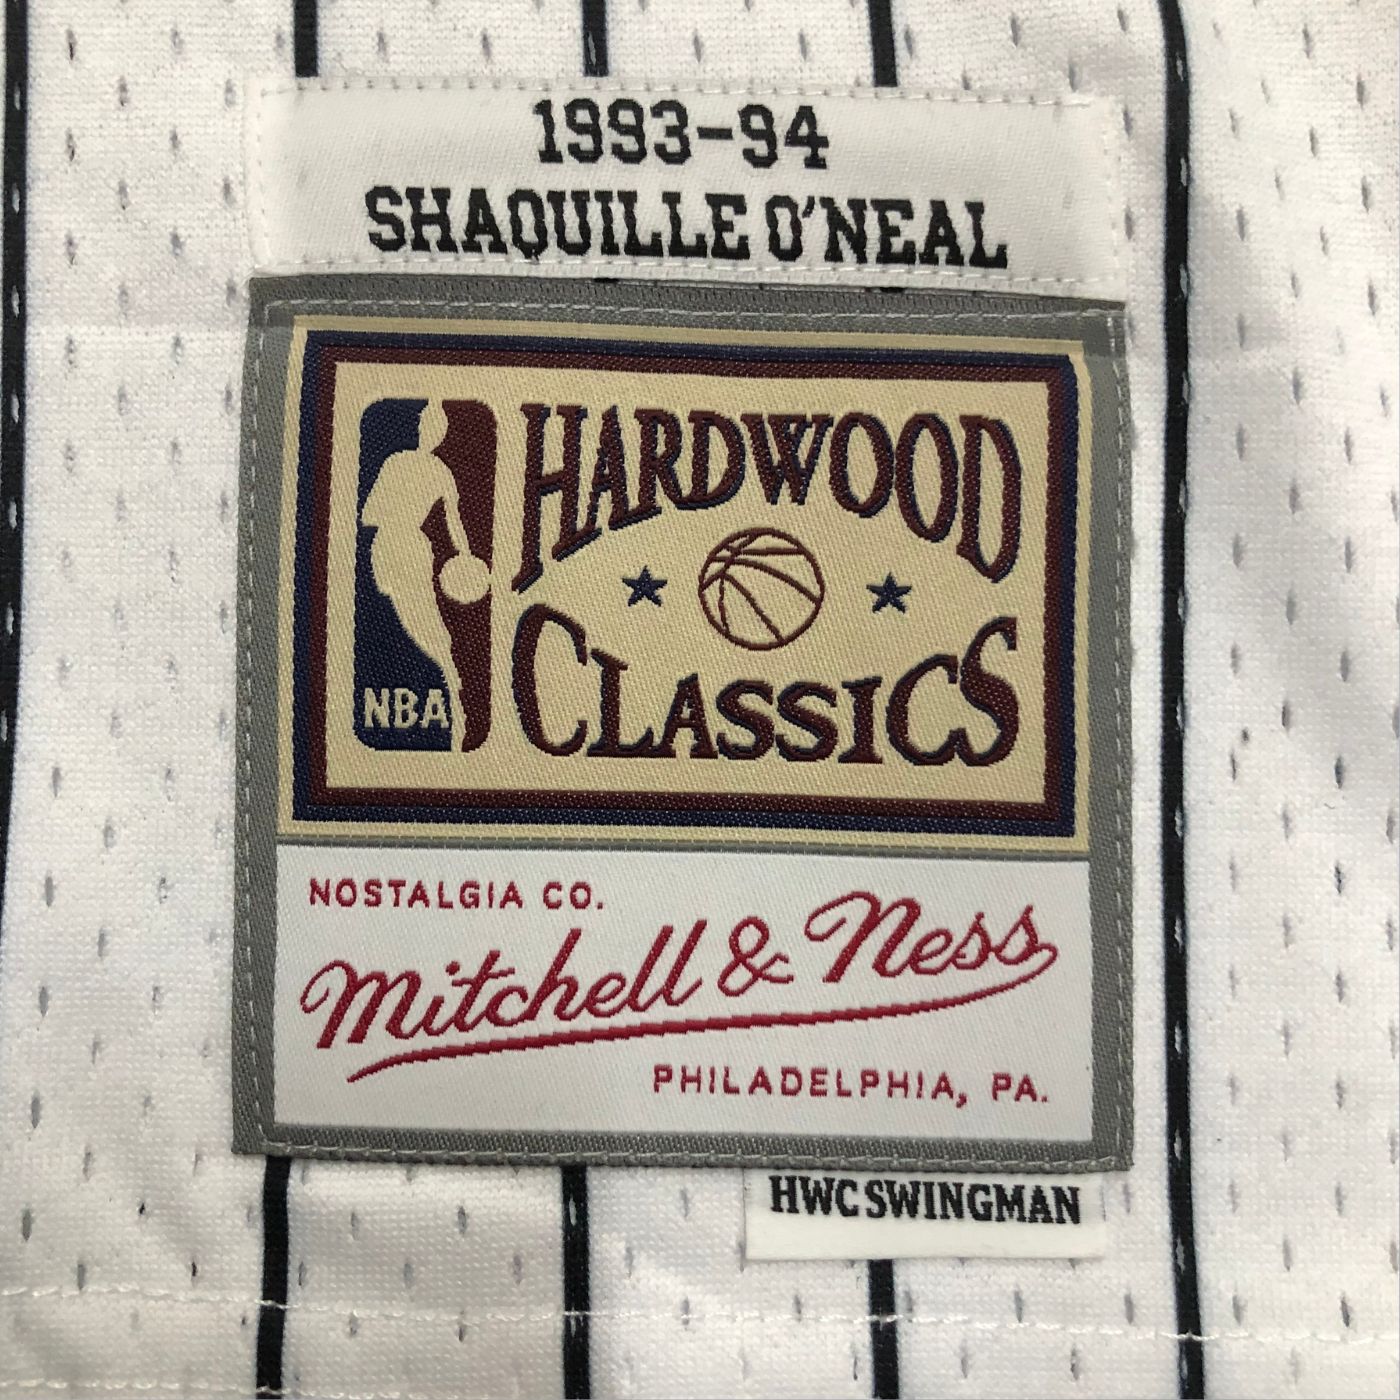 1993-94
SHAQUILLE O'NEAL
HARDWOOD
CLASSICS
NBA
NOSTALGIA CO.
Mitchell & Ness
PHILADELPHIA, PA.
HWC SWINGMAN